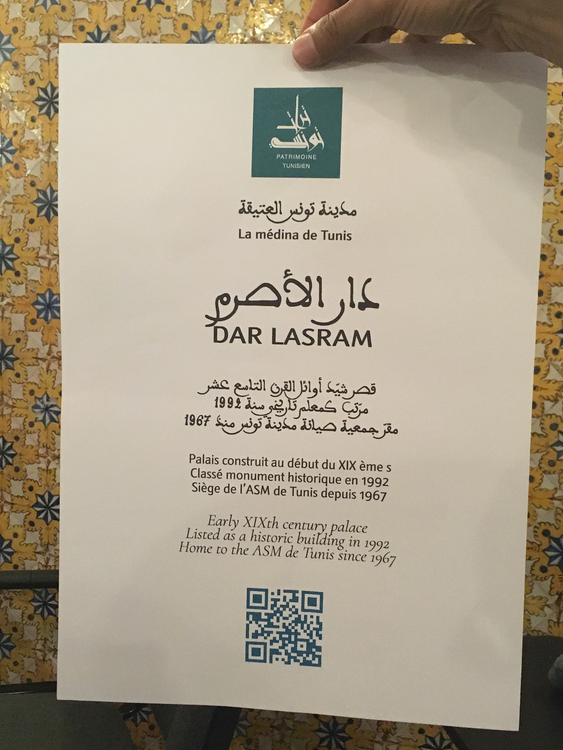 تراث
تونسي
PATRIMOINE
TUNISIEN
مدينة تونس العتيقة
La médina de Tunis
دار الأصرم
DAR LASRAM
قصر شيّد أوائل القرن التاسع عشر
مرتّب كمعلم تاريخي سنة 1992
مقر جمعية صيانة مدينة تونس منذ 1967
Palais construit au début du XIX ème s
Classé monument historique en 1992
Siège de l'ASM de Tunis depuis 1967
Early XIXth century palace
Listed as a historic building in 1992
Home to the ASM de Tunis since 1967